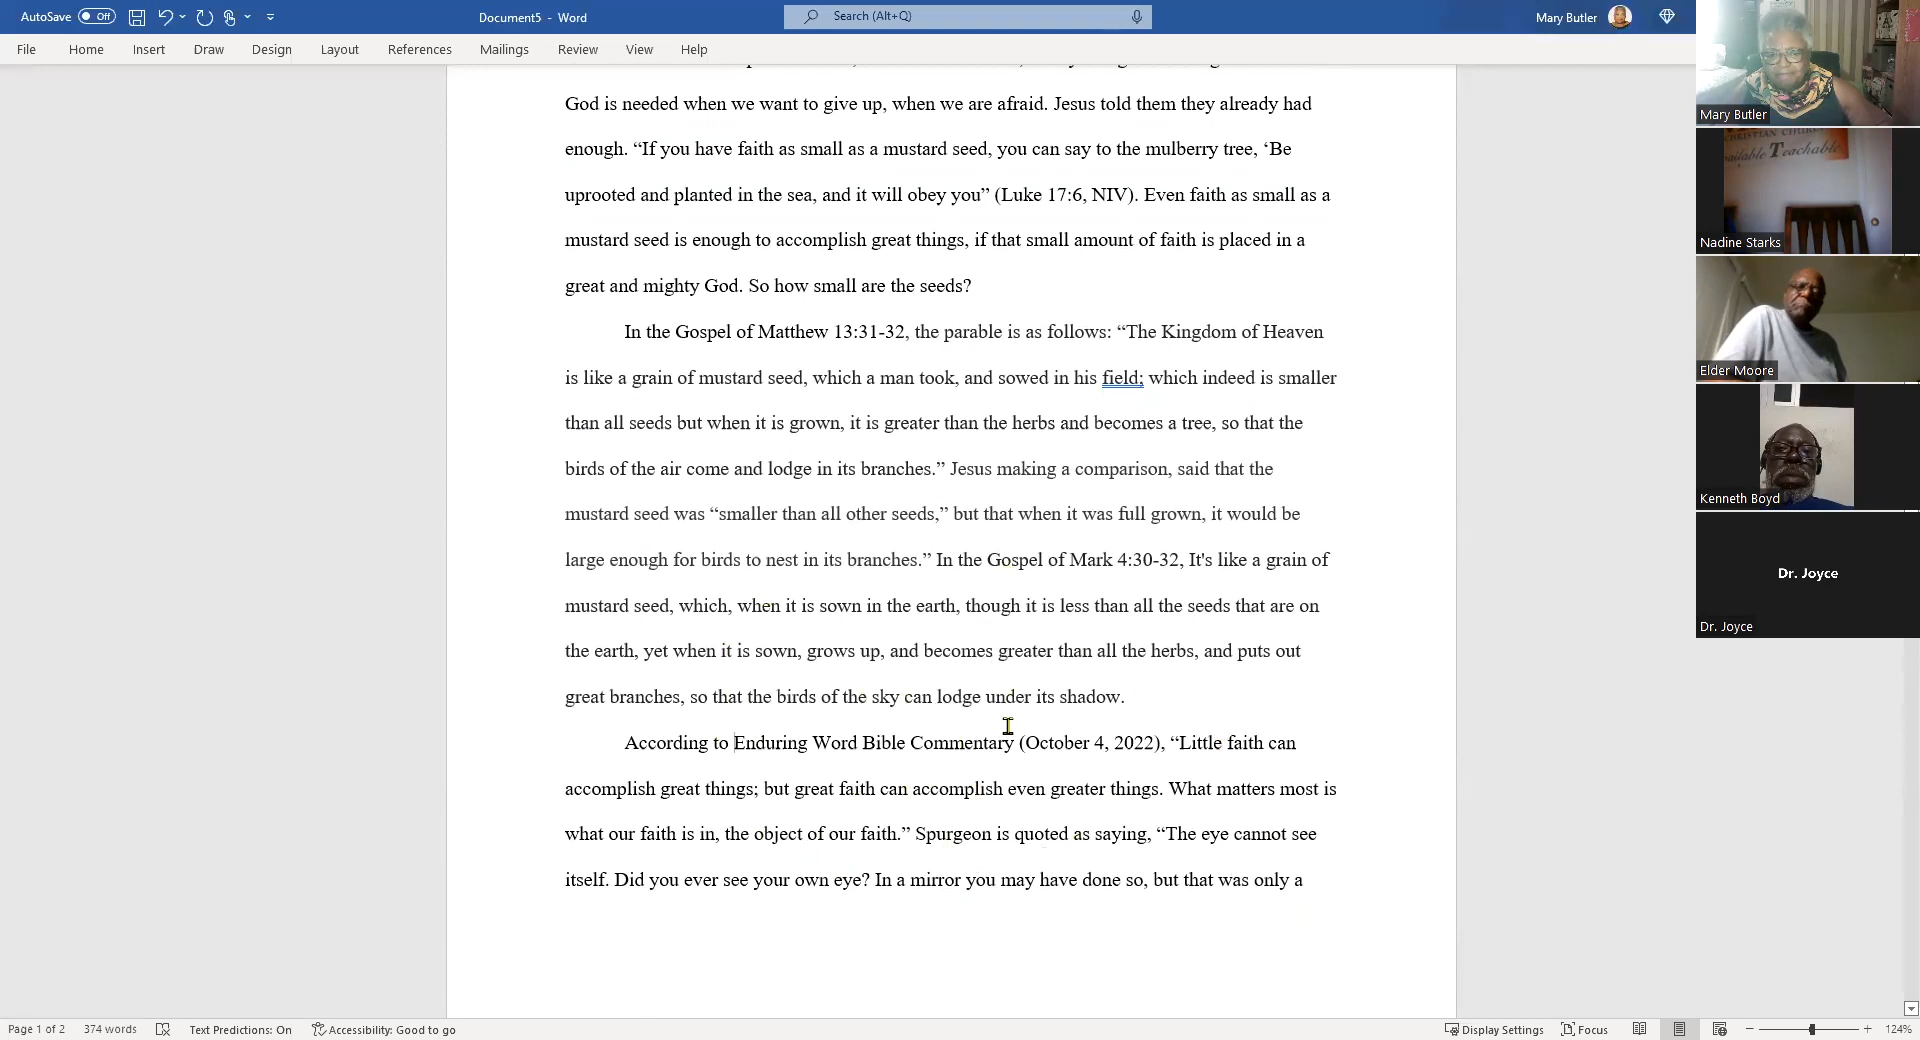 AutoSave Off
Document5 - Word
Search (Alt+Q)
Mary Butler
File Home Insert Draw Design Layout References Mailings Review View Help
God is needed when we want to give up, when we are afraid. Jesus told them they already had
enough. “If you have faith as small as a mustard seed, you can say to the mulberry tree, ‘Be
uprooted and planted in the sea, and it will obey you” (Luke 17:6, NIV). Even faith as small as a
mustard seed is enough to accomplish great things, if that small amount of faith is placed in a
great and mighty God. So how small are the seeds?
In the Gospel of Matthew 13:31-32, the parable is as follows: “The Kingdom of Heaven
is like a grain of mustard seed, which a man took, and sowed in his field; which indeed is smaller
than all seeds but when it is grown, it is greater than the herbs and becomes a tree, so that the
birds of the air come and lodge in its branches.” Jesus making a comparison, said that the
mustard seed was “smaller than all other seeds,” but that when it was full grown, it would be
large enough for birds to nest in its branches.” In the Gospel of Mark 4:30-32, It's like a grain of
mustard seed, which, when it is sown in the earth, though it is less than all the seeds that are on
the earth, yet when it is sown, grows up, and becomes greater than all the herbs, and puts out
great branches, so that the birds of the sky can lodge under its shadow.
According to Enduring Word Bible Commentary (October 4, 2022), “Little faith can
accomplish great things; but great faith can accomplish even greater things. What matters most is
what our faith is in, the object of our faith.” Spurgeon is quoted as saying, “The eye cannot see
itself. Did you ever see your own eye? In a mirror you may have done so, but that was only a
Mary Butler
CHRISTIAN CHURCH
Teachable
Nadine Starks
Elder Moore
Kenneth Boyd
Dr. Joyce
Dr. Joyce
Page 1 of 2 374 words Text Predictions: On Accessibility: Good to go
Display Settings Focus 124%